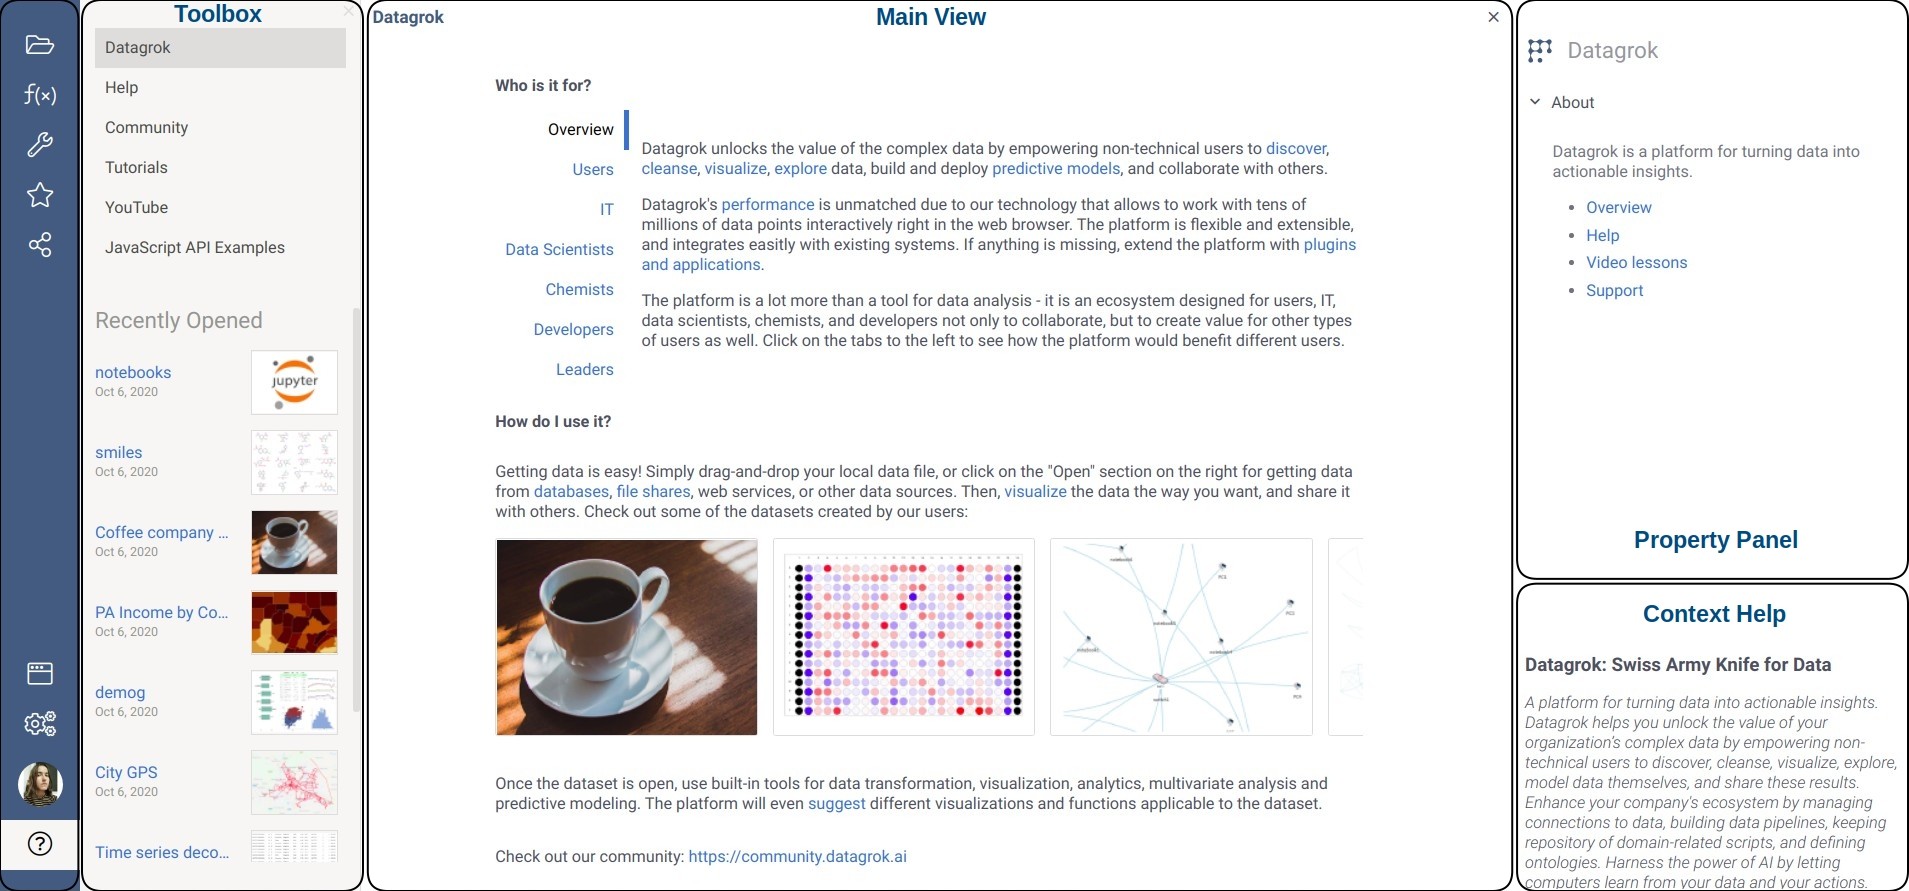 f(x)
?
Toolbox
Datagrok
Help
Community
Tutorials
YouTube
JavaScript API Examples
Recently Opened
notebooks
Oct 6, 2020
jupyter
smiles
Oct 6, 2020
Coffee company ...
Oct 6, 2020
PA Income by Co...
Oct 6, 2020
demog
Oct 6, 2020
City GPS
Oct 6, 2020
Time series deco...
Datagrok
Main View
Who is it for?
Overview
Users
IT
Data Scientists
Chemists
Developers
Leaders
Datagrok unlocks the value of the complex data by empowering non-technical users to discover,
cleanse, visualize, explore data, build and deploy predictive models, and collaborate with others.
Datagrok's performance is unmatched due to our technology that allows to work with tens of
millions of data points interactively right in the web browser. The platform is flexible and extensible,
and integrates easitly with existing systems. If anything is missing, extend the platform with plugins
and applications.
The platform is a lot more than a tool for data analysis - it is an ecosystem designed for users, IT,
data scientists, chemists, and developers not only to collaborate, but to create value for other types
of users as well. Click on the tabs to the left to see how the platform would benefit different users.
How do I use it?
Getting data is easy! Simply drag-and-drop your local data file, or click on the "Open" section on the right for getting data
from databases, file shares, web services, or other data sources. Then, visualize the data the way you want, and share it
with others. Check out some of the datasets created by our users:
Once the dataset is open, use built-in tools for data transformation, visualization, analytics, multivariate analysis and
predictive modeling. The platform will even suggest different visualizations and functions applicable to the dataset.
Check out our community: https://community.datagrok.ai
Datagrok
About
Datagrok is a platform for turning data into
actionable insights.
• Overview
• Help
• Video lessons
• Support
Property Panel
Context Help
Datagrok: Swiss Army Knife for Data
A platform for turning data into actionable insights.
Datagrok helps you unlock the value of your
organization's complex data by empowering non-
technical users to discover, cleanse, visualize, explore,
model data themselves, and share these results.
Enhance your company's ecosystem by managing
connections to data, building data pipelines, keeping
repository of domain-related scripts, and defining
ontologies. Harness the power of AI by letting
computers learn from your data and your actions.